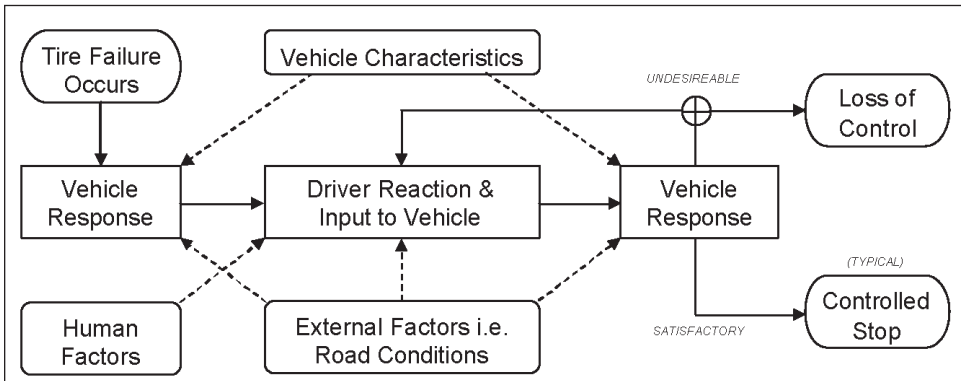 Tire Failure
Occurs
Vehicle Characteristics
UNDESIREABLE
Loss of
Control
Vehicle
Response
Driver Reaction &
Input to Vehicle
Vehicle
Response
(TYPICAL)
Human
Factors
External Factors i.e.
Road Conditions
SATISFACTORY
Controlled
Stop